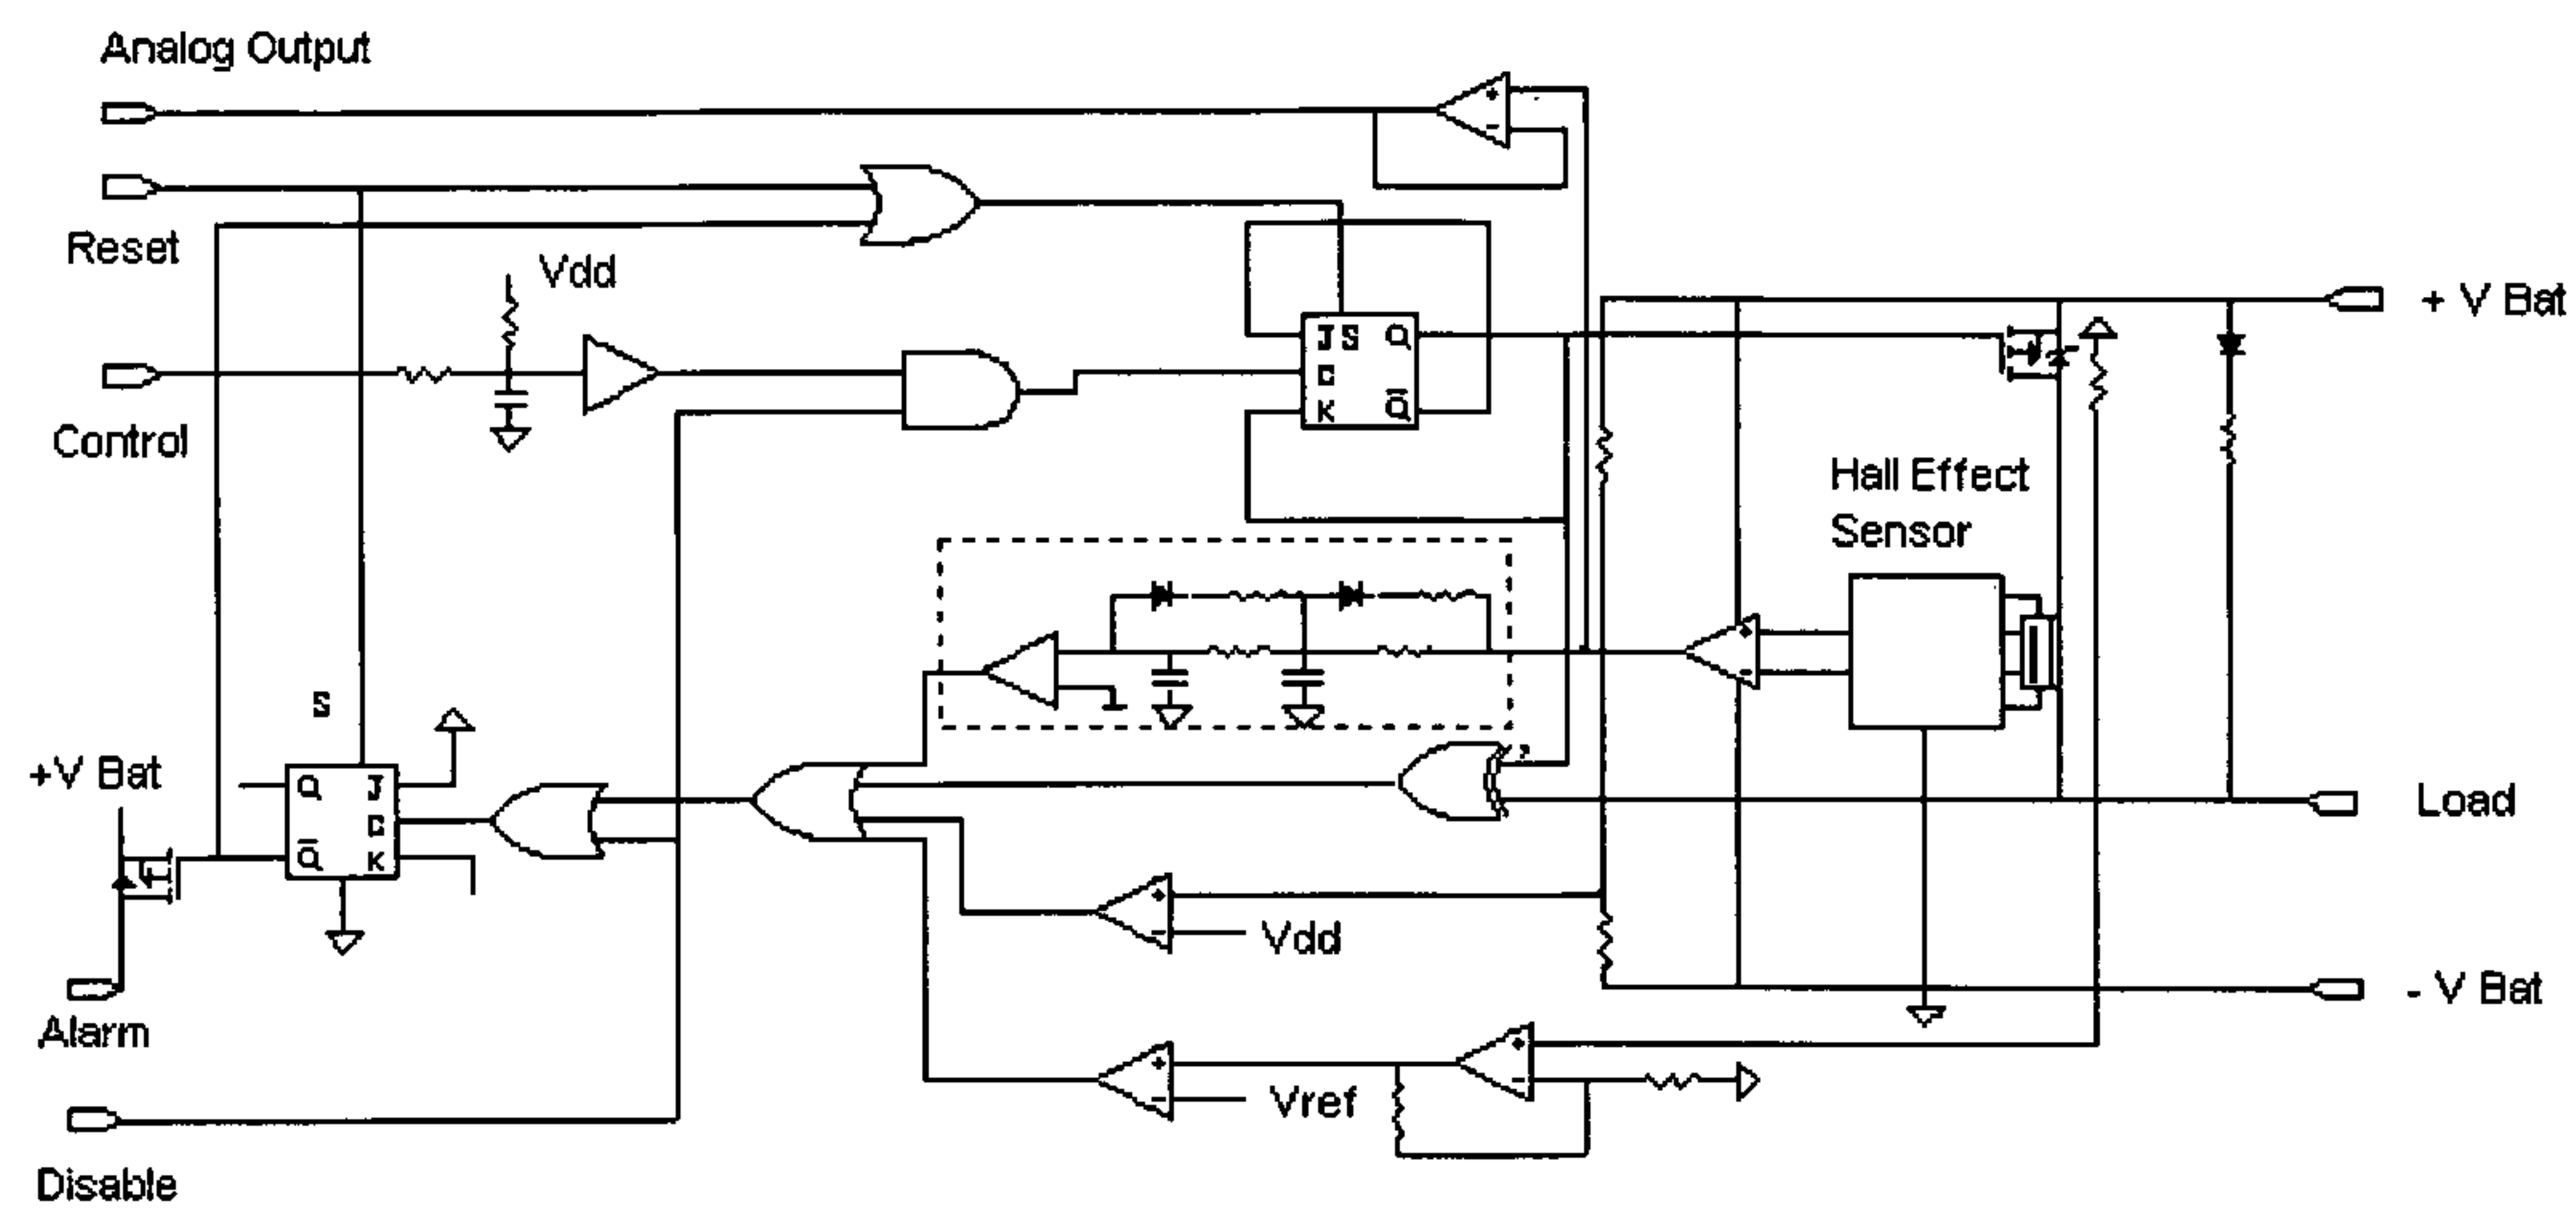 Analog Output
Reset
Vdd
Control
+ V Bat
J S Q
C
K Q
Hall Effect
Sensor
S
+V Bat
Q J
C
Q K
Load
Vdd
- V Bat
Alarm
Vref
Disable